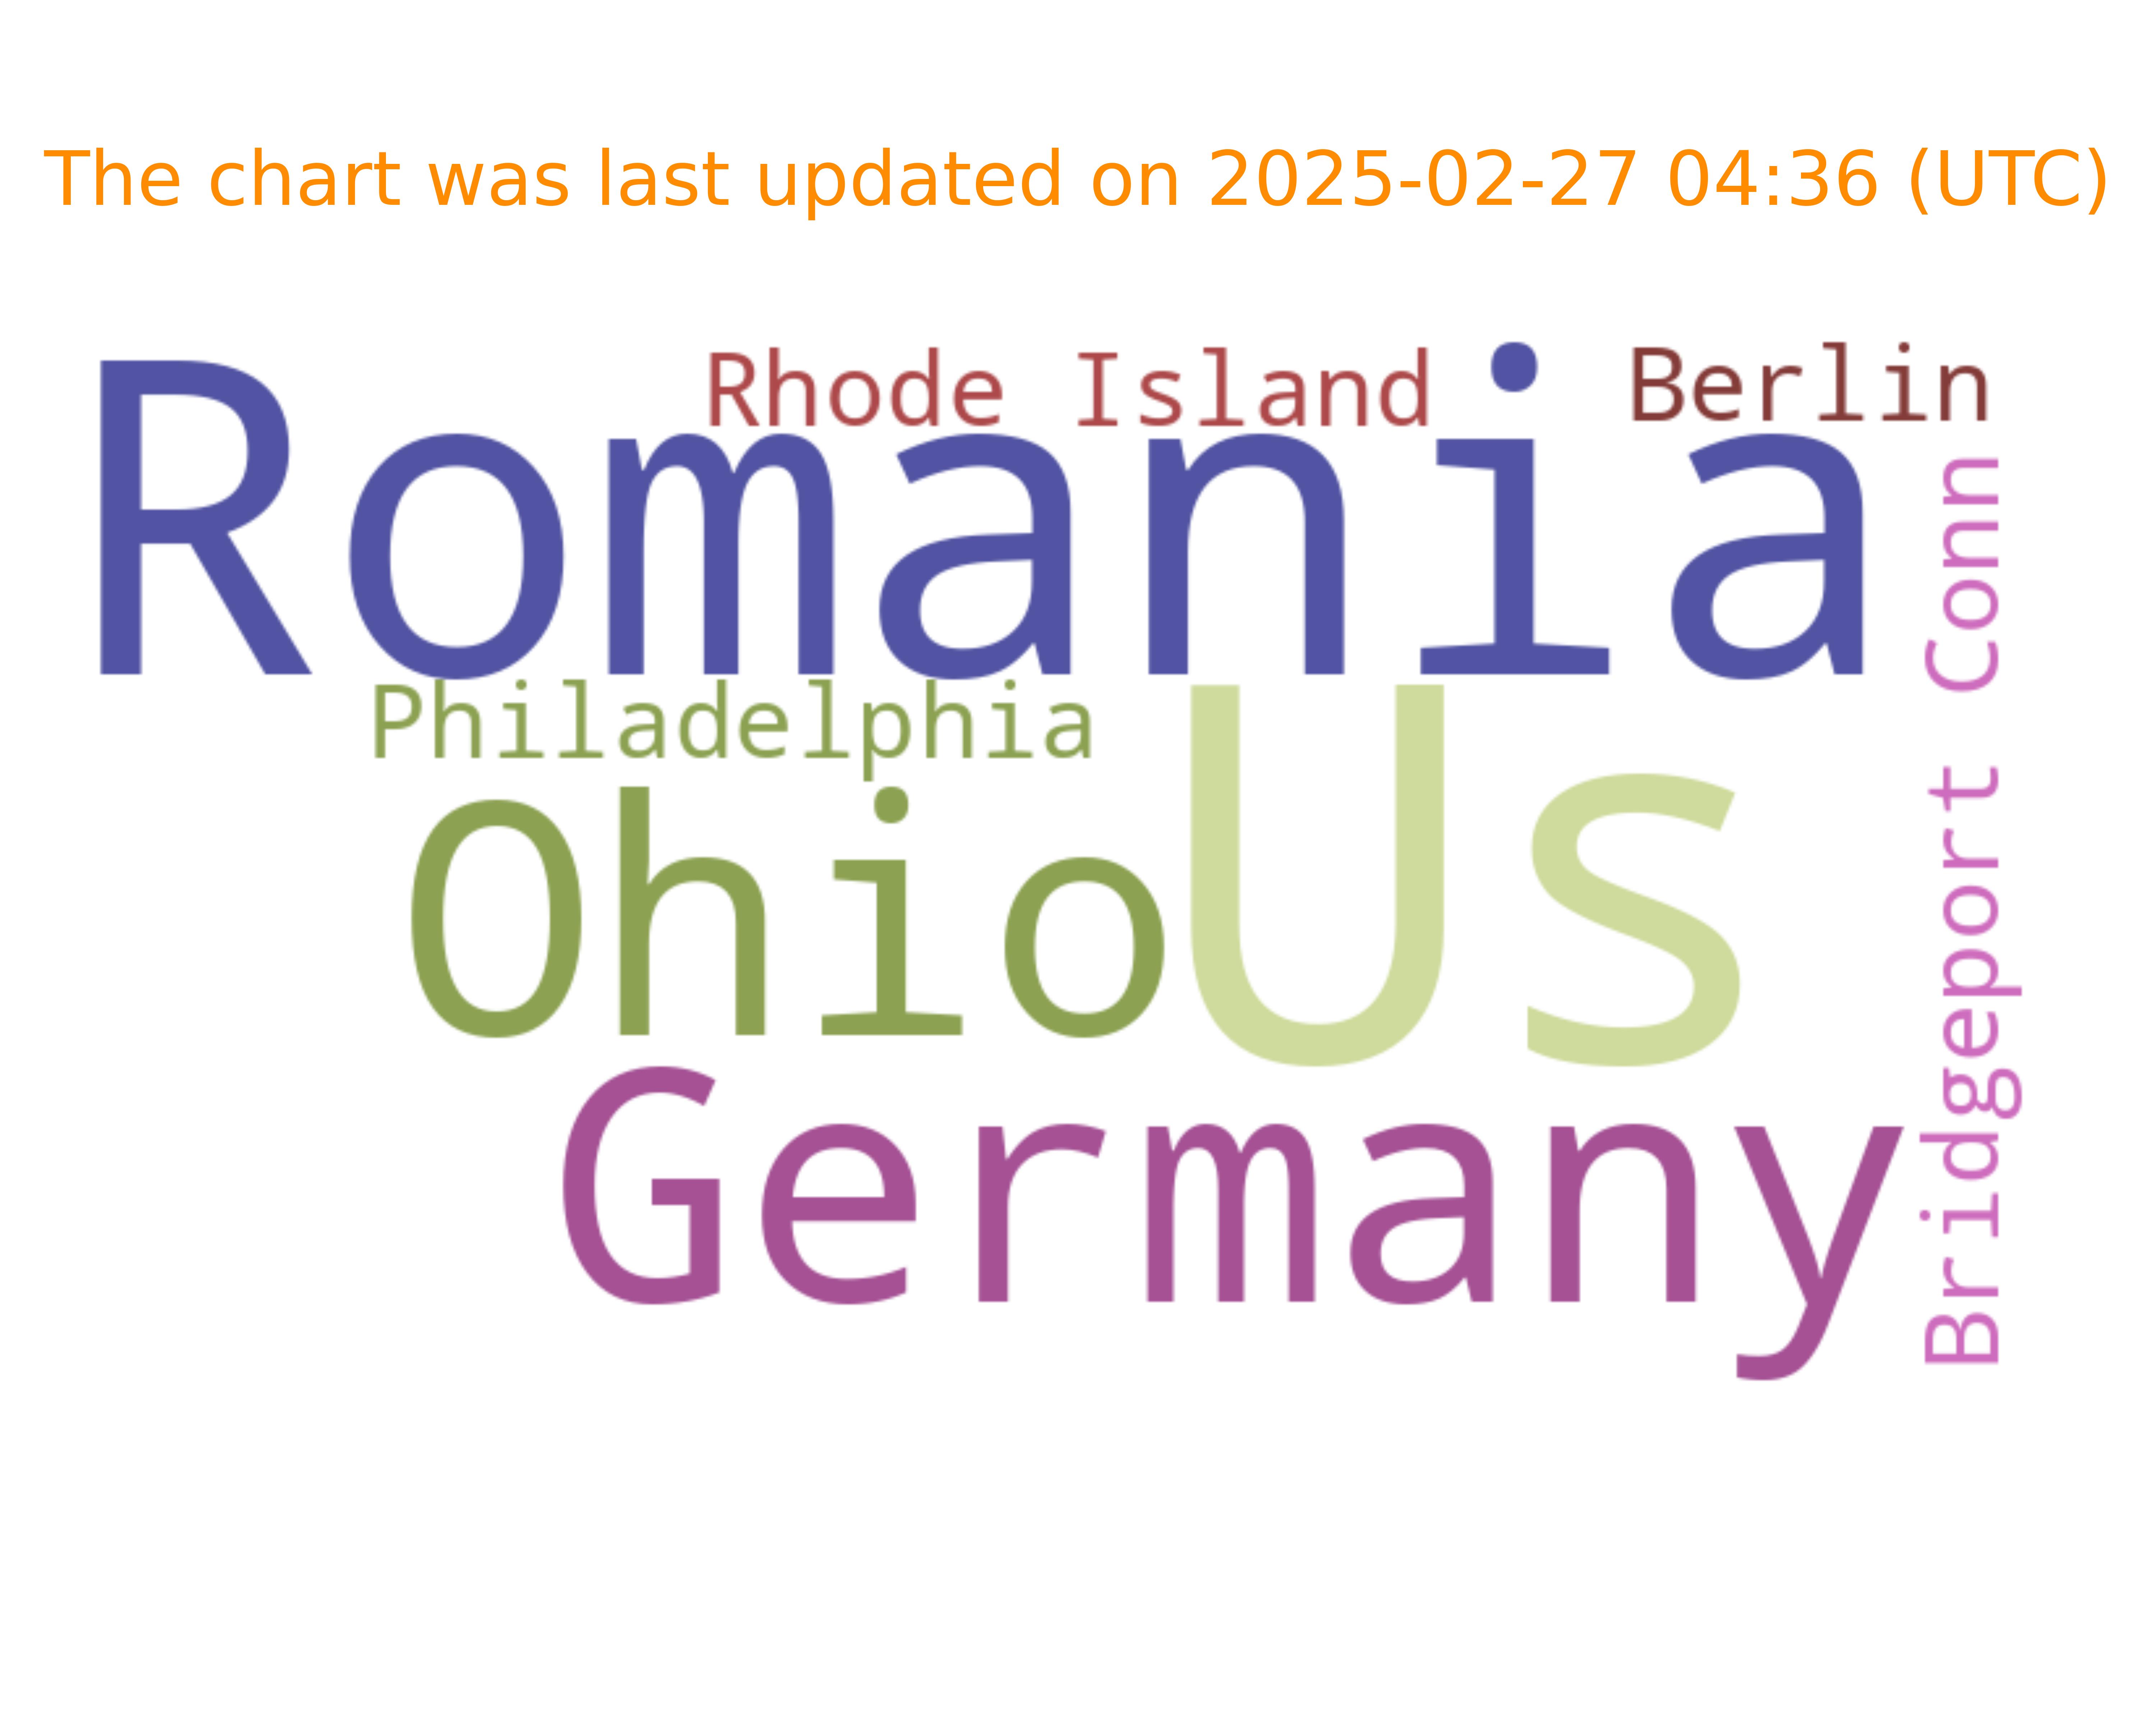 The chart was last updated on 2025-02-27 04:36 (UTC)
Rhode Island
Berlin
Romania
Bridgeport Conn
Philadelphia
Us
Ohio
Germany